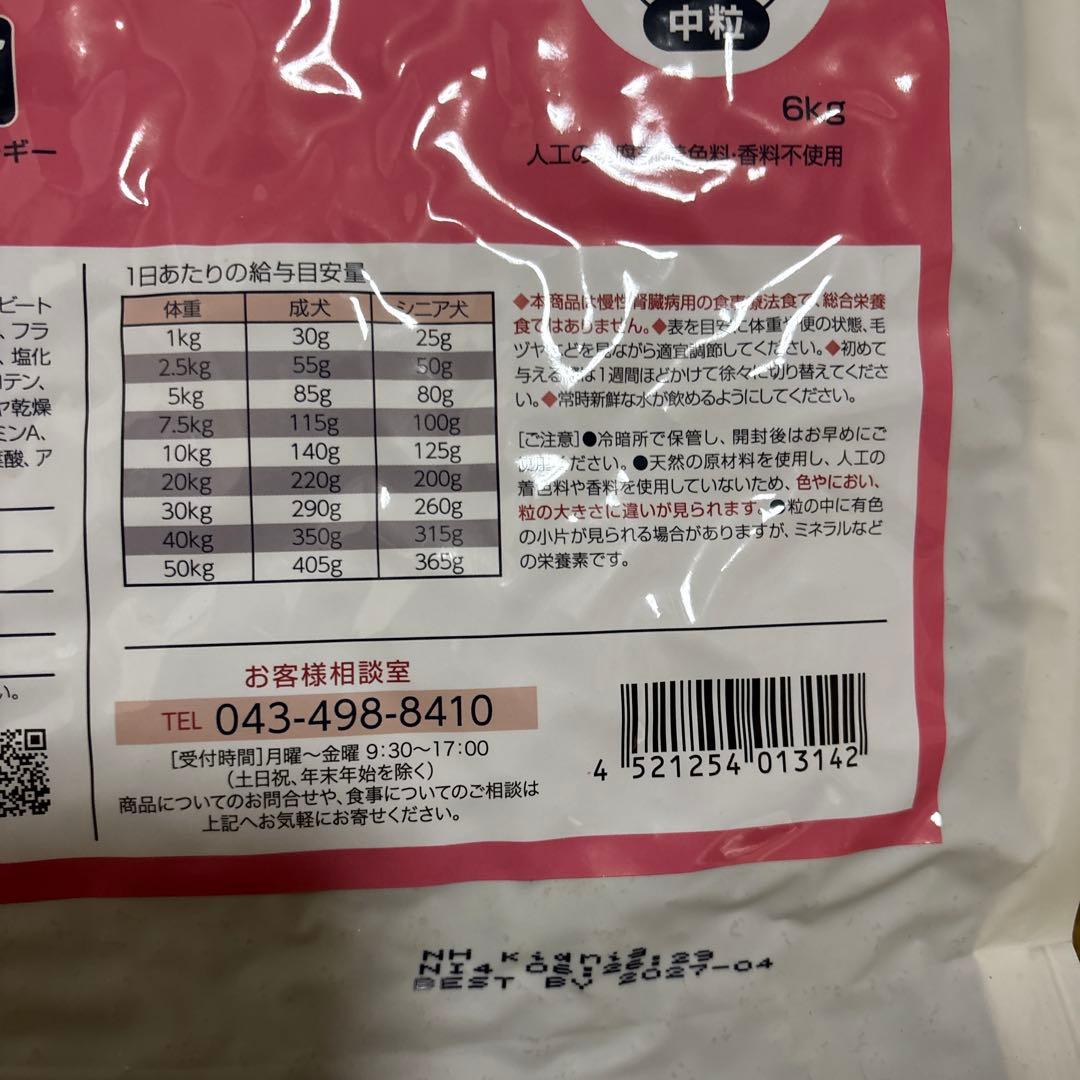 中粒
6kg
人工の 色料・香料不使用
ギー
ビート
、フラ
、塩化
テン、
ヤ乾燥
ミンA、
酸、ア
い。
1日あたりの給与目安量
体重 成犬 シニア犬
1kg 30g 25g
2.5kg 55g 50g
5kg 85g 80g
7.5kg 115g 100g
10kg 140g 125g
20kg 220g 200g
30kg 290g 260g
40kg 350g 315g
50kg 405g 365g
◆本商品は慢性腎臓病用の食事療法食で、総合栄養
食ではありません。◆表を目安に体重や便の状態、毛
ツヤなどを見ながら適宜調節してください。◆初めて
与える際は1週間ほどかけて徐々に切り替えてくださ
い。◆常時新鮮な水が飲めるようにしてください。
[ご注意]●冷暗所で保管し、開封後はお早めにご
使用ください。●天然の原材料を使用し、人工の
着色料や香料を使用していないため、色やにおい、
粒の大きさに違いが見られます。●粒の中に有色
の小片が見られる場合がありますが、ミネラルなど
の栄養素です。
お客様相談室
TEL 043-498-8410
[受付時間]月曜〜金曜 9:30〜17:00
(土日祝、年末年始を除く)
商品についてのお問合せや、食事についてのご相談は
上記へお気軽にお寄せください。
4 521254 013142
NH
BEST BY 2027-04